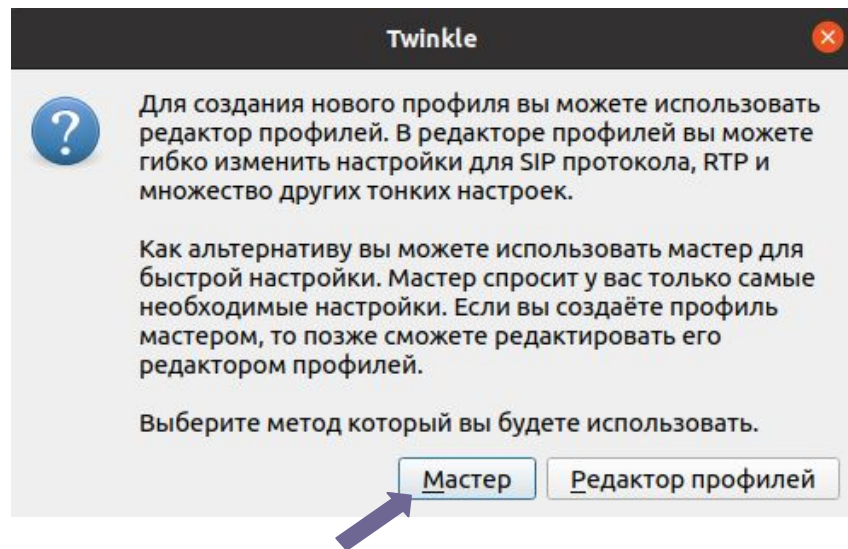 Twinkle
Для создания нового профиля вы можете использовать
редактор профилей. В редакторе профилей вы можете
гибко изменить настройки для SIP протокола, RTP и
множество других тонких настроек.
Как альтернативу вы можете использовать мастер для
быстрой настройки. Мастер спросит у вас только самые
необходимые настройки. Если вы создаёте профиль
мастером, то позже сможете редактировать его
редактором профилей.
Выберите метод который вы будете использовать.
Мастер Редактор профилей